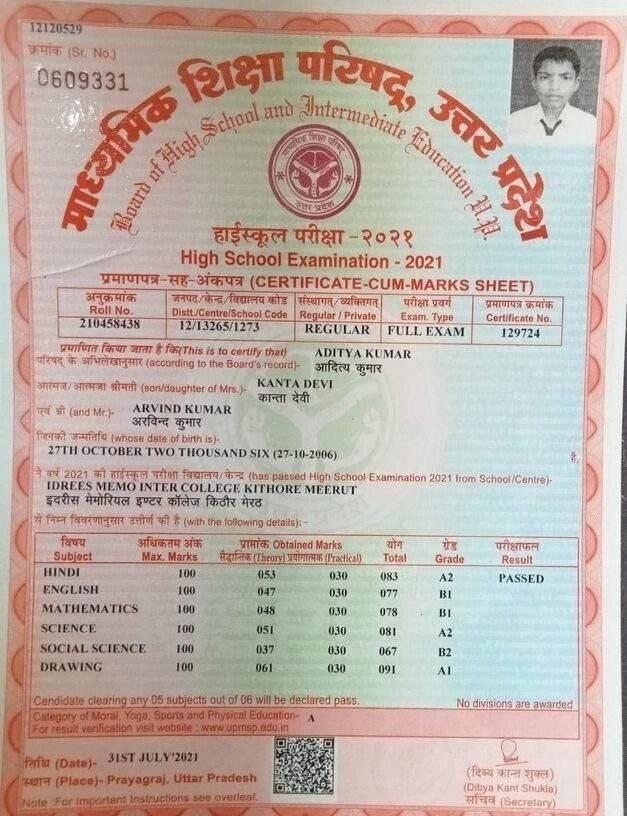 12120529
क्रमांक (Sr. No.)
0609331
माध्यमिक शिक्षा परिषद्, उत्तर प्रदेश
Board of High School and Intermediate Education U.P.
माध्यमिक शिक्षा परिषद्
उत्तर प्रदेश
हाईस्कूल परीक्षा -२०२१
High School Examination - 2021
प्रमाणपत्र-सह-अंकपत्र (CERTIFICATE-CUM-MARKS SHEET)
अनुक्रमांक जनपद/केन्द्र/विद्यालय कोड संस्थागत्/व्यक्तिगत् परीक्षा प्रवर्ग प्रमाणपत्र क्रमांक
Roll No. Distt./Centre/School Code Regular / Private Exam. Type Certificate No.
210458438 12/13265/1273 REGULAR FULL EXAM 129724
प्रमाणित किया जाता है कि(This is to certify that) ADITYA KUMAR
परिषद् के अभिलेखानुसार (according to the Board's record)- आदित्य कुमार
आत्मज/आत्मजा श्रीमती (son/daughter of Mrs.)- KANTA DEVI
कान्ता देवी
एवं श्री (and Mr.)- ARVIND KUMAR
अरविन्द कुमार
जिनकी जन्मतिथि (whose date of birth is)-
27TH OCTOBER TWO THOUSAND SIX (27-10-2006) है,
ने वर्ष 2021 की हाईस्कूल परीक्षा विद्यालय/केन्द्र (has passed High School Examination 2021 from School/Centre)-
IDREES MEMO INTER COLLEGE KITHORE MEERUT
इदरीस मेमोरियल इण्टर कॉलेज किठौर मेरठ
से निम्न विवरणानुसार उत्तीर्ण की है (with the following details):-
विषय अधिकतम अंक प्राप्तांक Obtained Marks योग ग्रेड परीक्षाफल
Subject Max. Marks सैद्धान्तिक (Theory) प्रयोगात्मक (Practical) Total Grade Result
HINDI 100 053 030 083 A2 PASSED
ENGLISH 100 047 030 077 B1
MATHEMATICS 100 048 030 078 B1
SCIENCE 100 051 030 081 A2
SOCIAL SCIENCE 100 037 030 067 B2
DRAWING 100 061 030 091 A1
Candidate clearing any 05 subjects out of 06 will be declared pass. No divisions are awarded
Category of Moral, Yoga, Sports and Physical Education- A
For result verification visit website : www.upmsp.edu.in
तिथि (Date)- 31ST JULY'2021
स्थान (Place)- Prayagraj, Uttar Pradesh
Note :For Important Instructions see overleaf.
(दिव्य कान्त शुक्ल)
(Dibya Kant Shukla)
सचिव (Secretary)